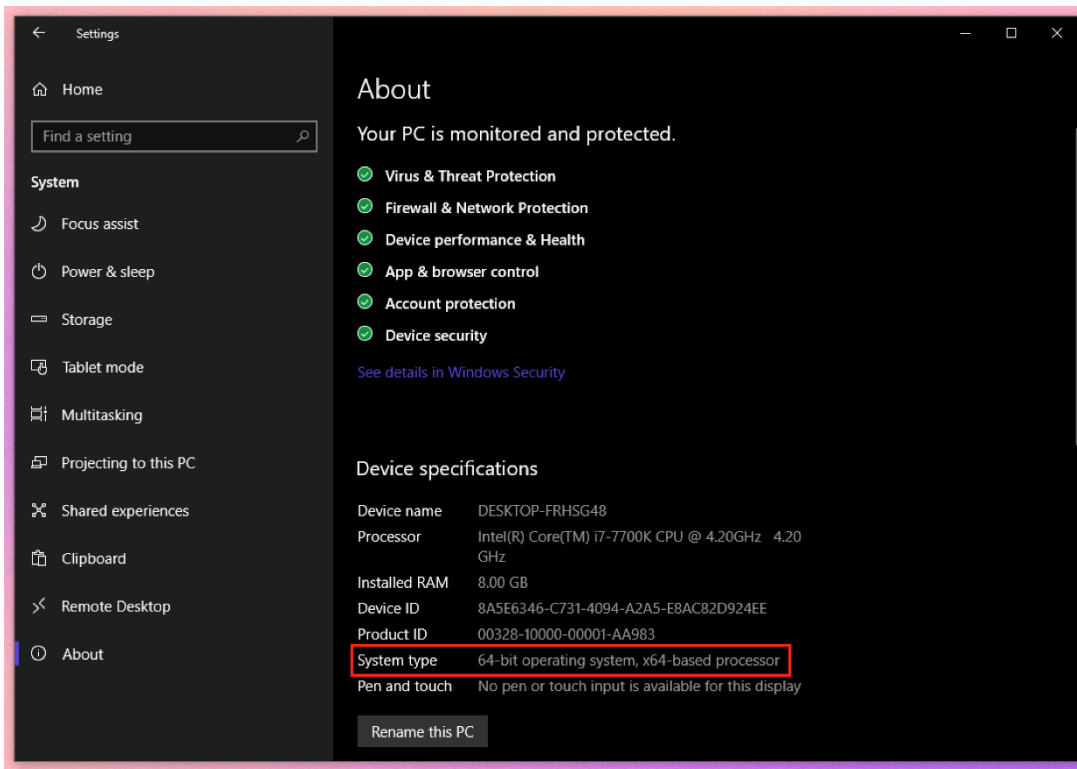 Settings
Home
Find a setting
System
Focus assist
Power & sleep
Storage
Tablet mode
Multitasking
Projecting to this PC
Shared experiences
Clipboard
Remote Desktop
About
About
Your PC is monitored and protected.
Virus & Threat Protection
Firewall & Network Protection
Device performance & Health
App & browser control
Account protection
Device security
See details in Windows Security
Device specifications
Device name DESKTOP-FRHSG48
Processor Intel(R) Core(TM) i7-7700K CPU @ 4.20GHz 4.20
GHz
Installed RAM 8.00 GB
Device ID 8A5E6346-C731-4094-A2A5-E8AC82D924EE
Product ID 00328-10000-00001-AA983
System type 64-bit operating system, x64-based processor
Pen and touch No pen or touch input is available for this display
Rename this PC